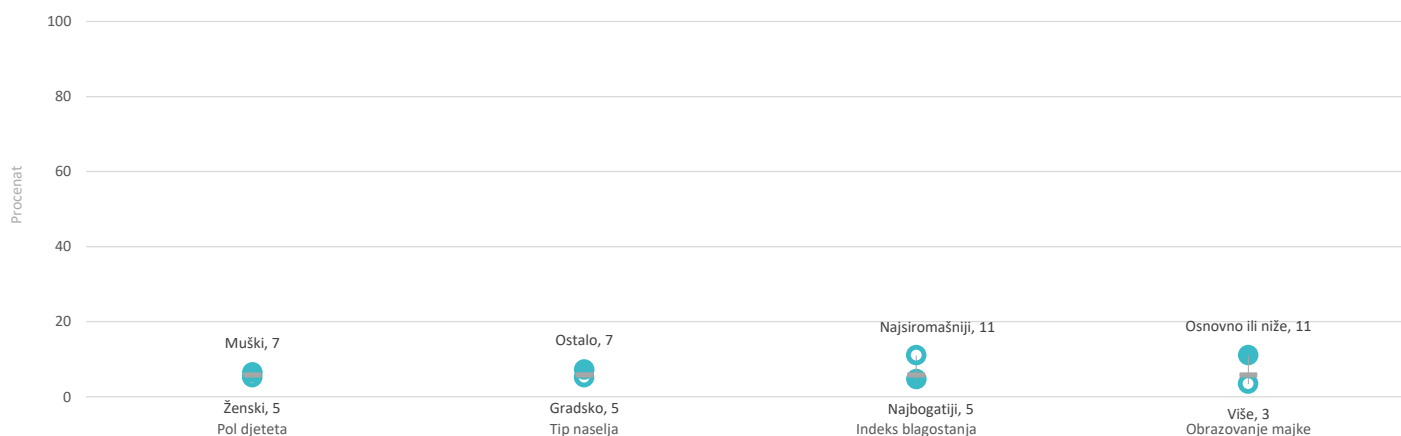 100
80
60
40
20
0
Procenat
Muški, 7
Ostalo, 7
Najsiromašniji, 11
Osnovno ili niže, 11
Ženski, 5
Gradsko, 5
Najbogatiji, 5
Više, 3
Pol djeteta
Tip naselja
Indeks blagostanja
Obrazovanje majke